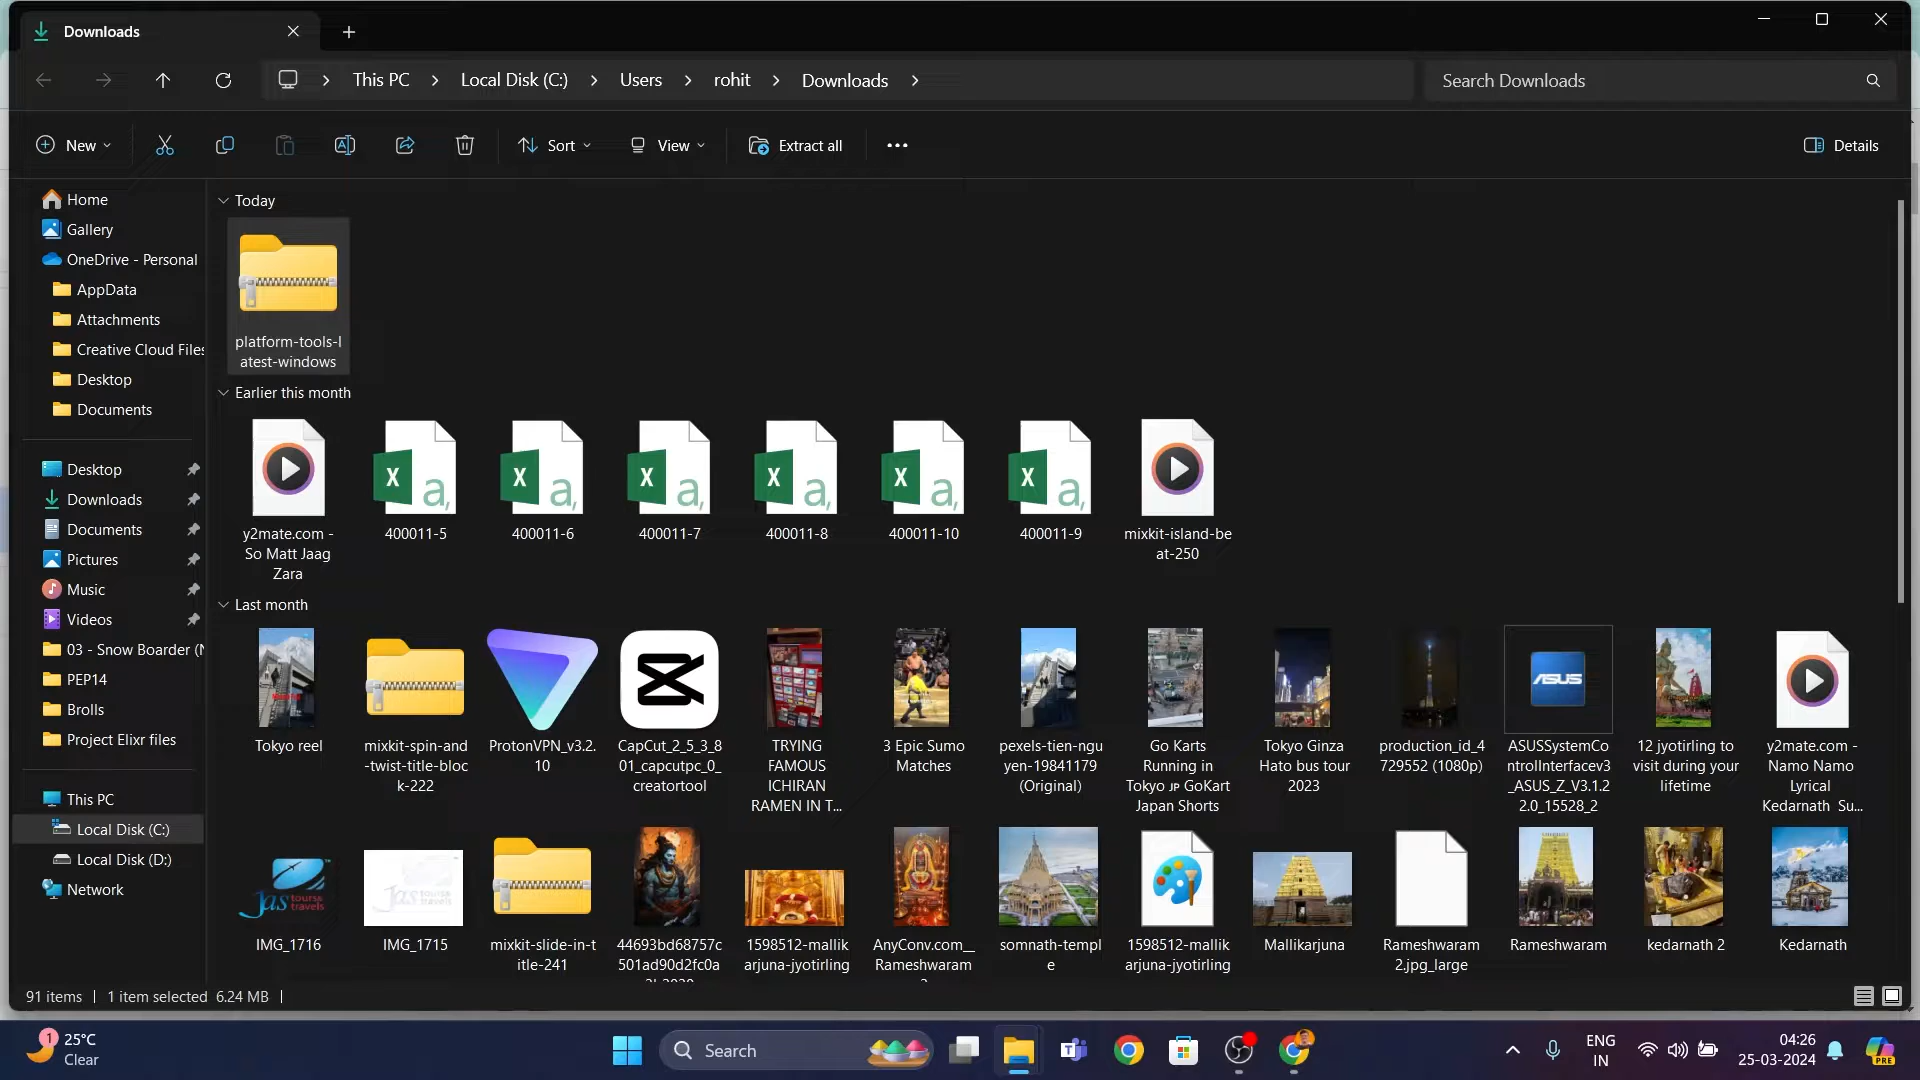 Downloads
This PC
Local Disk (C:)
Users
rohit
Downloads
Search Downloads
New
Sort
View
Extract all
Details
Home
Gallery
OneDrive - Personal
AppData
Attachments
Creative Cloud Files
Desktop
Documents
Desktop
Downloads
Documents
Pictures
Music
Videos
03 - Snow Boarder (
PEP14
Brolls
Project Elixr files
This PC
Local Disk (C:)
Local Disk (D:)
Network
Today
platform-tools-l
atest-windows
Earlier this month
y2mate.com -
So Matt Jaag
Zara
400011-5
400011-6
400011-7
400011-8
400011-10
400011-9
mixkit-island-be
at-250
Last month
Tokyo reel
mixkit-spin-and
-twist-title-bloc
k-222
ProtonVPN_v3.2.
10
CapCut_2_5_3_8
01_capcutpc_0_
creatortool
TRYING
FAMOUS
ICHIRAN
RAMEN IN T...
3 Epic Sumo
Matches
pexels-tien-ngu
yen-19841179
(Original)
Go Karts
Running in
Tokyo JP GoKart
Japan Shorts
Tokyo Ginza
Hato bus tour
2023
production_id_4
729552 (1080p)
ASUS
ASUSSystemCo
ntrolInterfacev3
_ASUS_Z_V3.1.2
2.0_15528_2
12 jyotirling to
visit during your
lifetime
y2mate.com -
Namo Namo
Lyrical
Kedarnath Su...
Jas tours&
travels
IMG_1716
Jas tours&
travels
IMG_1715
mixkit-slide-in-t
itle-241
44693bd68757c
501ad90d2fc0a
1598512-mallik
arjuna-jyotirling
AnyConv.com__
Rameshwaram
somnath-templ
e
1598512-mallik
arjuna-jyotirling
Mallikarjuna
Rameshwaram
2.jpg_large
Rameshwaram
kedarnath 2
Kedarnath
91 items
1 item selected 6.24 MB
1
25°C
Clear
Search
ENG
IN
04:26
25-03-2024
PRE